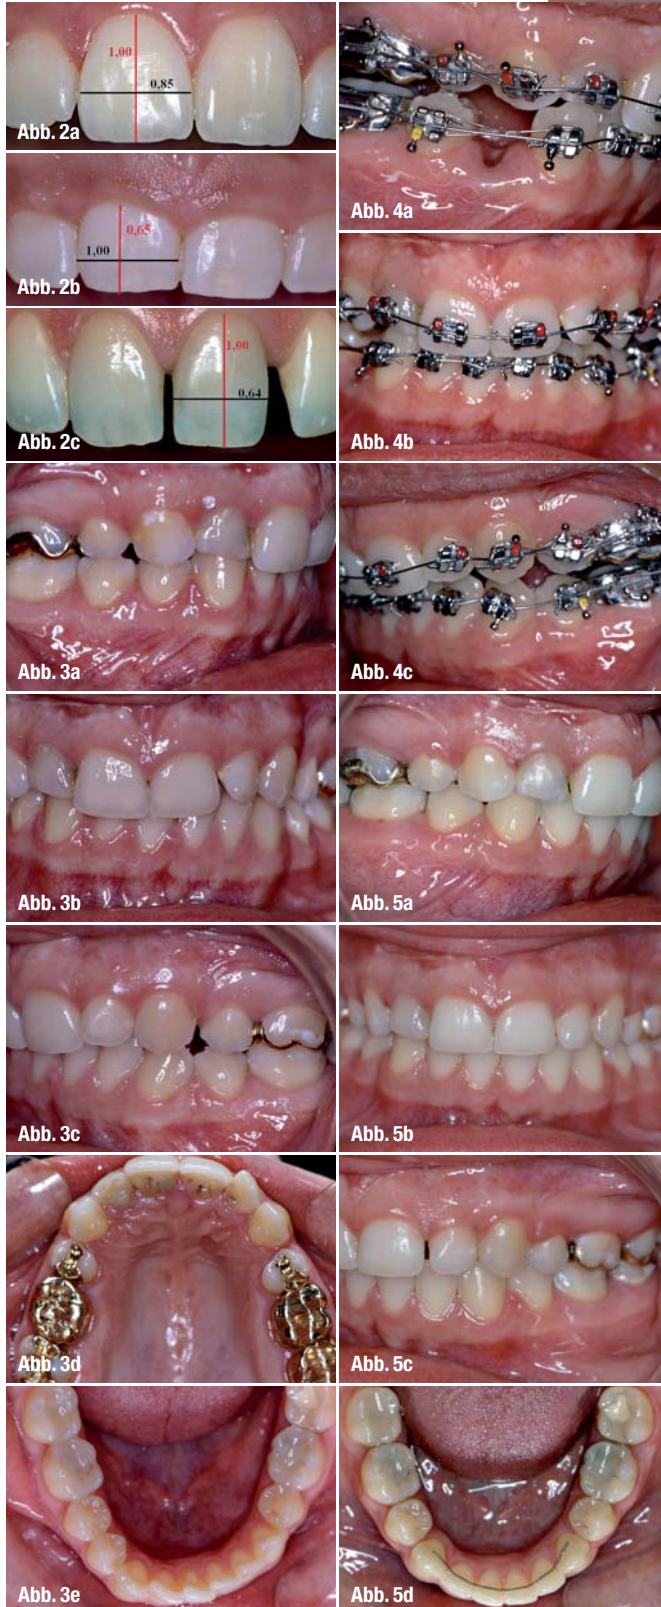 1,00
0,85
Abb. 2a
0,65
1,00
Abb. 2b
1,00
0,64
Abb. 2c
Abb. 3a
Abb. 3b
Abb. 3c
Abb. 3d
Abb. 3e
Abb. 4a
Abb. 4b
Abb. 4c
Abb. 5a
Abb. 5b
Abb. 5c
Abb. 5d